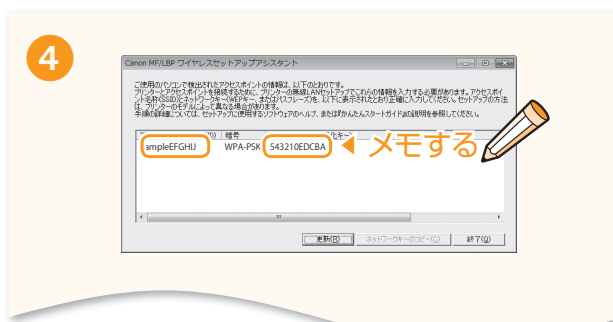 4
Canon MF/LBP ワイヤレスセットアップアシスタント
ご使用のパソコンで検出されたアクセスポイントの情報は、以下のとおりです。
プリンターとアクセスポイントを接続するために、プリンターの無線LANセットアップでこれらの情報を入力する必要があります。アクセスポイ
ント名称(SSID)とネットワークキー(WEPキー、またはパスフレーズ)を、以下に表示されたとおり正確に入力してください。セットアップの方法
は、プリンターのモデルによって異なる場合があります。
手順の詳細については、セットアップに使用するソフトウェアのヘルプ、または『かんたんスタートガイド』の説明を参照してください。
暗号
ampleEFGHIJ WPA-PSK 543210EDCBA メモする
更新(R) ネットワークキーのコピー(C) 終了(Q)